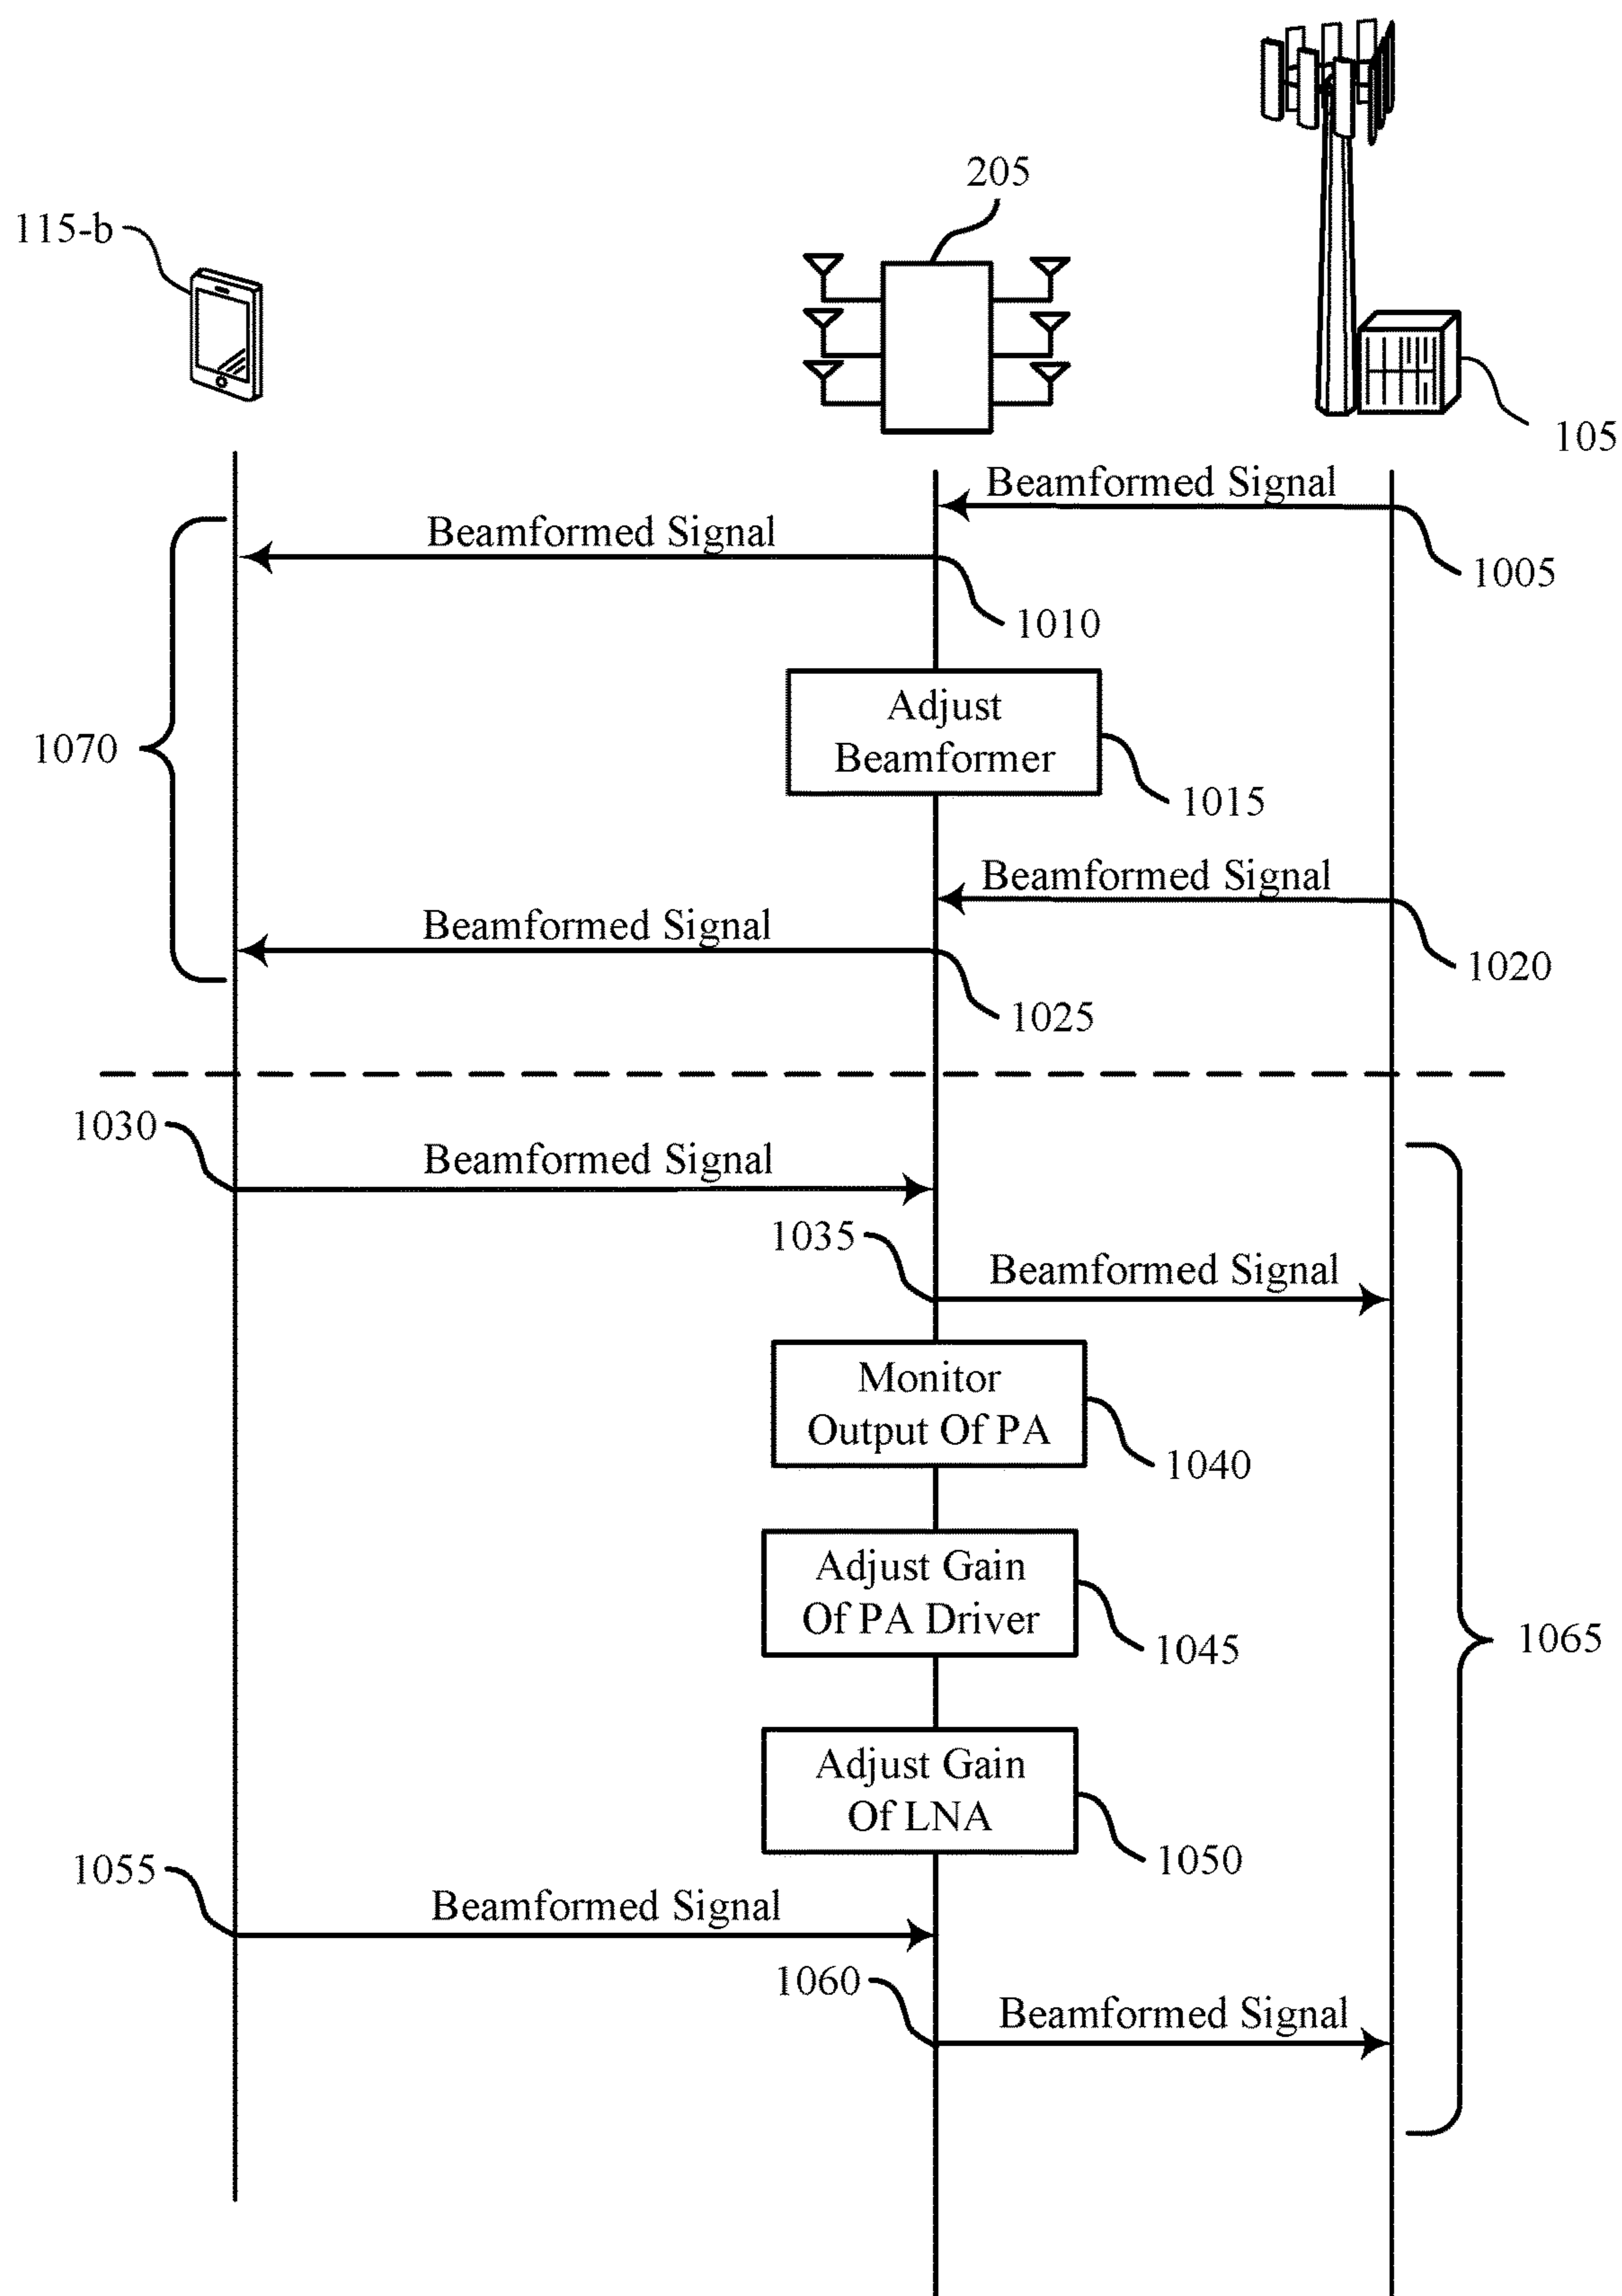 205
115-b
105
Beamformed Signal
1005
Beamformed Signal
1010
Adjust
Beamformer
1015
1070
Beamformed Signal
1020
Beamformed Signal
1025
1030
Beamformed Signal
1035
Beamformed Signal
Monitor
Output Of PA
1040
Adjust Gain
Of PA Driver
1045
1065
Adjust Gain
Of LNA
1050
1055
Beamformed Signal
1060
Beamformed Signal